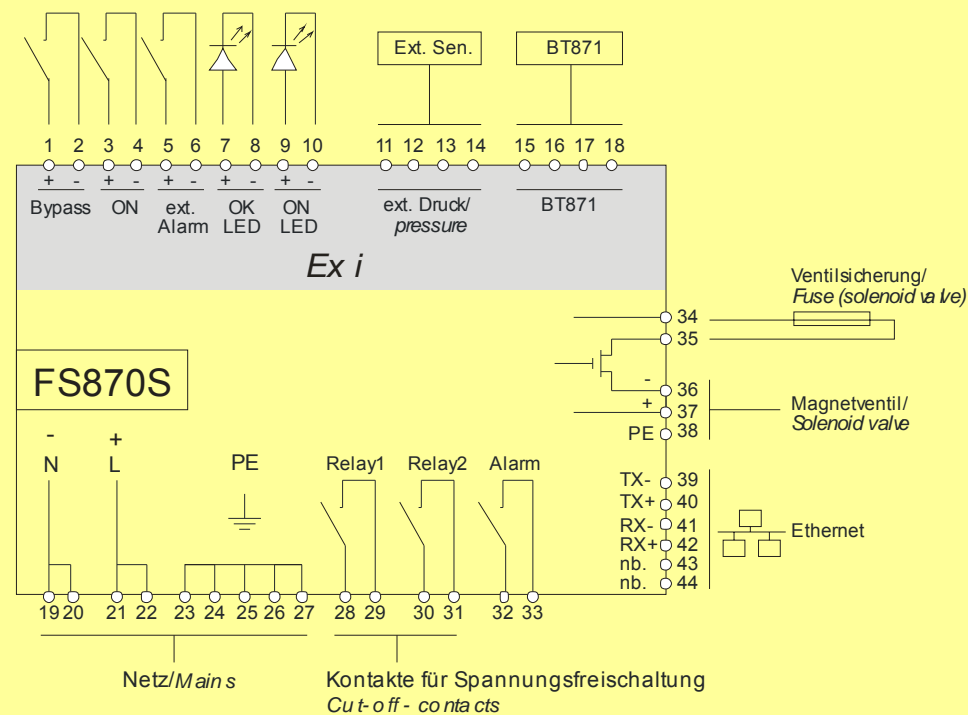 Ext. Sen. BT871
1 2 3 4 5 6 7 8 9 10 11 12 13 14 15 16 17 18
+ - + - + - + - + -
Bypass ON ext. Alarm OK LED ON LED ext. Druck/ pressure BT871
Ex i
Ventilsicherung/
Fuse (solenoid valve)
34
35
FS870S
- 36
+ 37
PE 38
Magnetventil/
Solenoid valve
- +
N L PE Relay1 Relay2 Alarm
TX- 39
TX+ 40
RX- 41
RX+ 42
nb. 43
nb. 44
Ethernet
19 20 21 22 23 24 25 26 27 28 29 30 31 32 33
Netz/Mains Kontakte für Spannungsfreischaltung
Cut-off-contacts